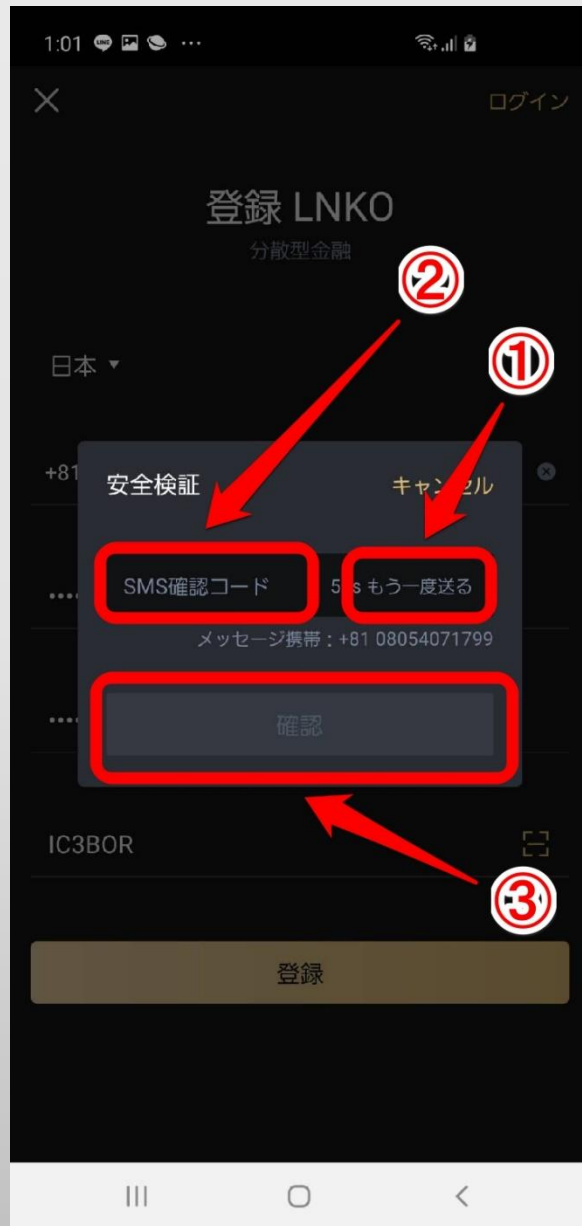 1:01
ログイン
登録 LNKO
分散型金融
②
①
日本
+81
安全検証
キャンセル
SMS確認コード
もう一度送る
メッセージ携帯：+81 08054071799
確認
IC3BOR
③
登録